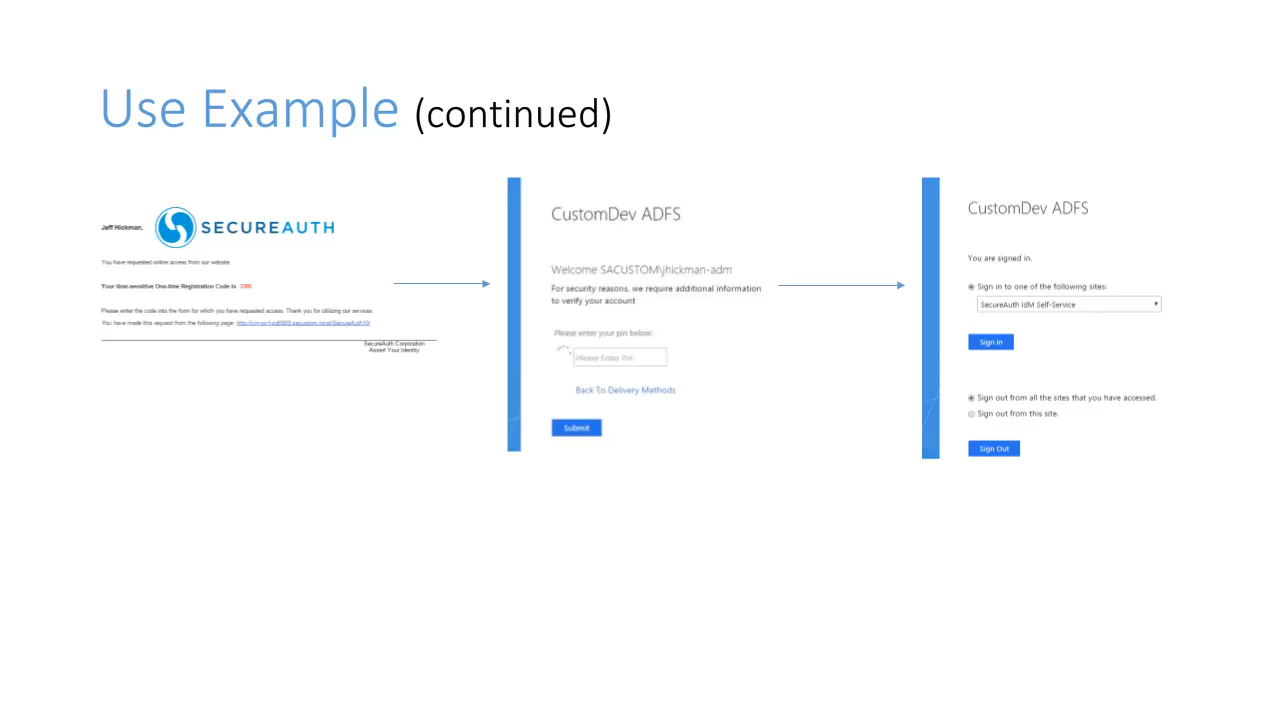 Use Example (continued)
Jeff Hickman,
SECUREAUTH
You have requested online access from our website.
Your time-sensitive One-time Registration Code is
Please enter the code into the form for which you have requested access. Thank you for utilizing our services.
You have made this request from the following page:
SecureAuth Corporation
Assert Your Identity
CustomDev ADFS
Welcome SACUSTOM\jhickman-adm
For security reasons, we require additional information
to verify your account
Please enter your pin below:
Please Enter Pin.
Back To Delivery Methods
Submit
CustomDev ADFS
You are signed in.
Sign in to one of the following sites:
SecureAuth IdM Self-Service
Sign in
Sign out from all the sites that you have accessed.
Sign out from this site.
Sign Out